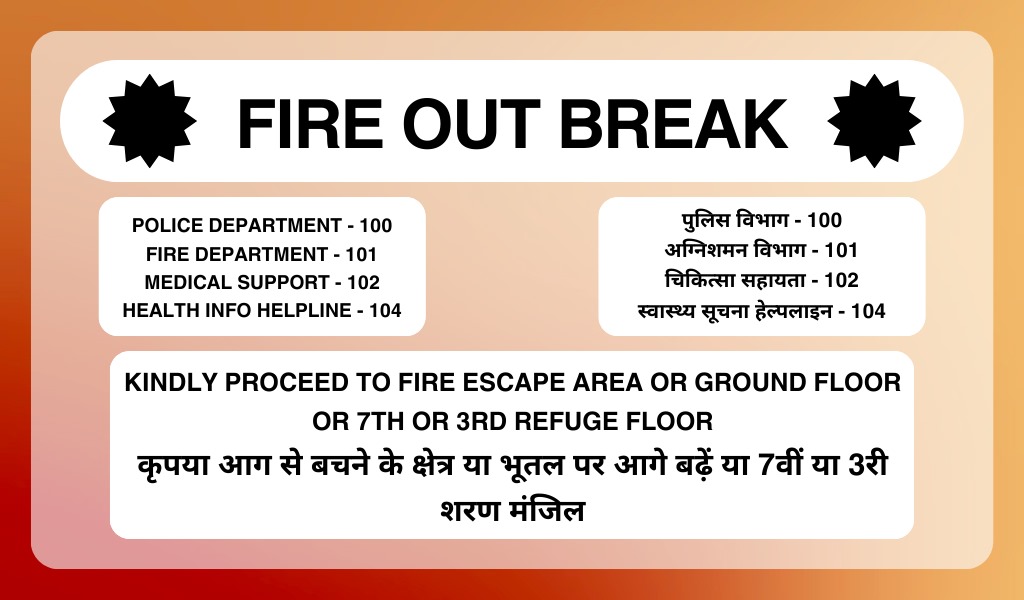 FIRE OUT BREAK
POLICE DEPARTMENT - 100
FIRE DEPARTMENT - 101
MEDICAL SUPPORT - 102
HEALTH INFO HELPLINE - 104
पुलिस विभाग - 100
अग्निशमन विभाग - 101
चिकित्सा सहायता - 102
स्वास्थ्य सूचना हेल्पलाइन - 104
KINDLY PROCEED TO FIRE ESCAPE AREA OR GROUND FLOOR
OR 7TH OR 3RD REFUGE FLOOR
कृपया आग से बचने के क्षेत्र या भूतल पर आगे बढ़ें या 7वीं या 3री
शरण मंजिल